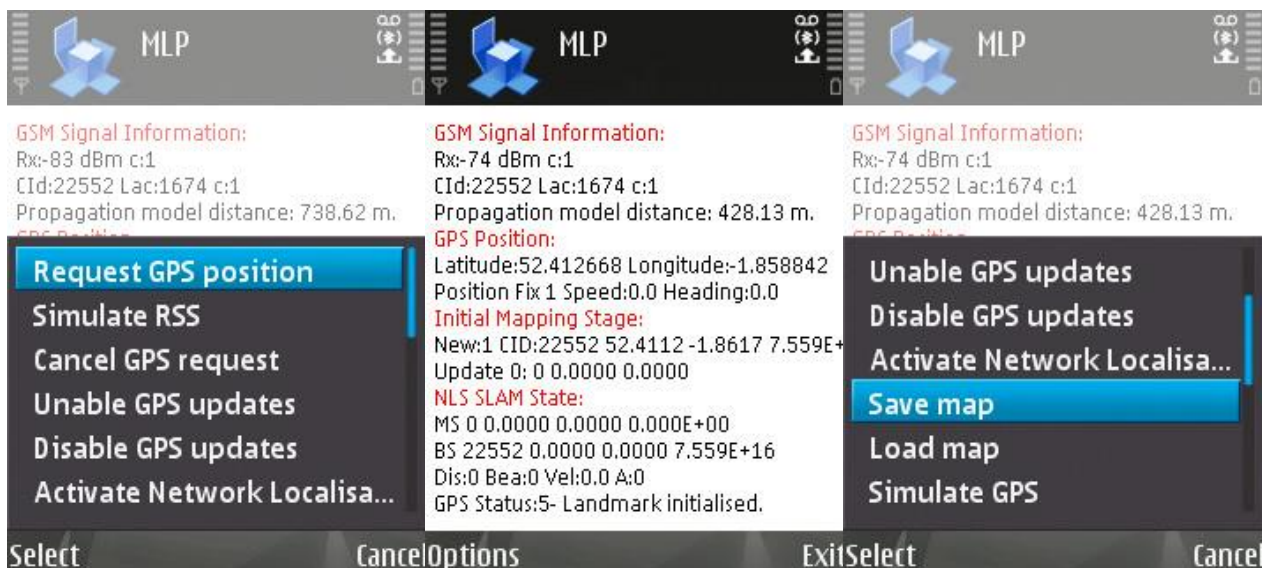 MLP
GSM Signal Information:
Rx:-83 dBm c:1
CId:22552 Lac:1674 c:1
Propagation model distance: 738.62 m.
GPS Position:
Request GPS position
Simulate RSS
Cancel GPS request
Unable GPS updates
Disable GPS updates
Activate Network Localisa...
Select
Cancel
MLP
GSM Signal Information:
Rx:-74 dBm c:1
CId:22552 Lac:1674 c:1
Propagation model distance: 428.13 m.
GPS Position:
Latitude:52.412668 Longitude:-1.858842
Position Fix 1 Speed:0.0 Heading:0.0
Initial Mapping Stage:
New:1 CID:22552 52.4112 -1.8617 7.559E+
Update 0: 0 0.0000 0.0000
NLS SLAM State:
MS 0 0.0000 0.0000 0.000E+00
BS 22552 0.0000 0.0000 7.559E+16
Dis:0 Bea:0 Vel:0.0 A:0
GPS Status:5- Landmark initialised.
Options
Exit
MLP
GSM Signal Information:
Rx:-74 dBm c:1
CId:22552 Lac:1674 c:1
Propagation model distance: 428.13 m.
GPS Position:
Unable GPS updates
Disable GPS updates
Activate Network Localisa...
Save map
Load map
Simulate GPS
Select
Cancel